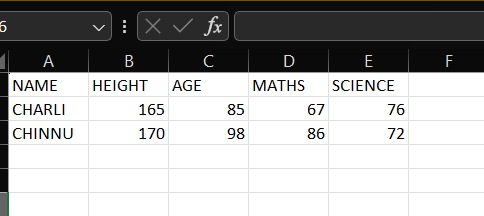 6 fx
A B C D E F
NAME HEIGHT AGE MATHS SCIENCE
CHARLI 165 85 67 76
CHINNU 170 98 86 72